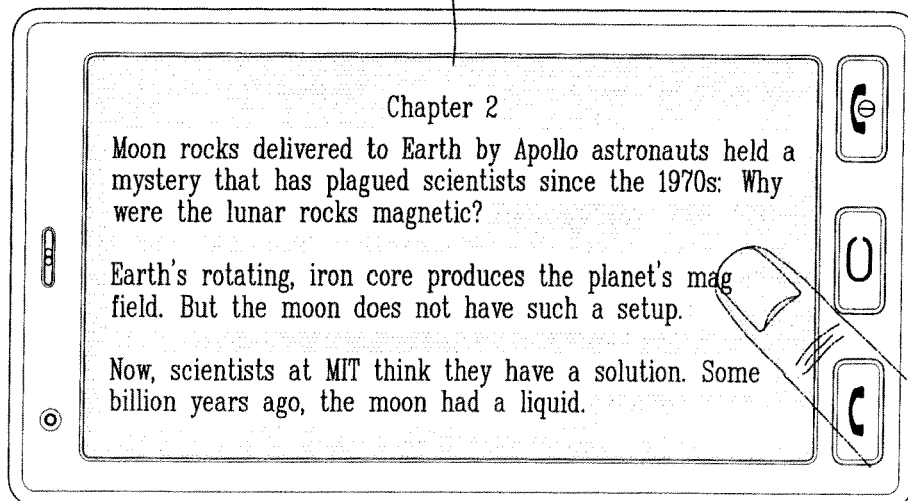 Chapter 2
Moon rocks delivered to Earth by Apollo astronauts held a
mystery that has plagued scientists since the 1970s: Why
were the lunar rocks magnetic?
Earth's rotating, iron core produces the planet's mag
field. But the moon does not have such a setup.
Now, scientists at MIT think they have a solution. Some
billion years ago, the moon had a liquid.